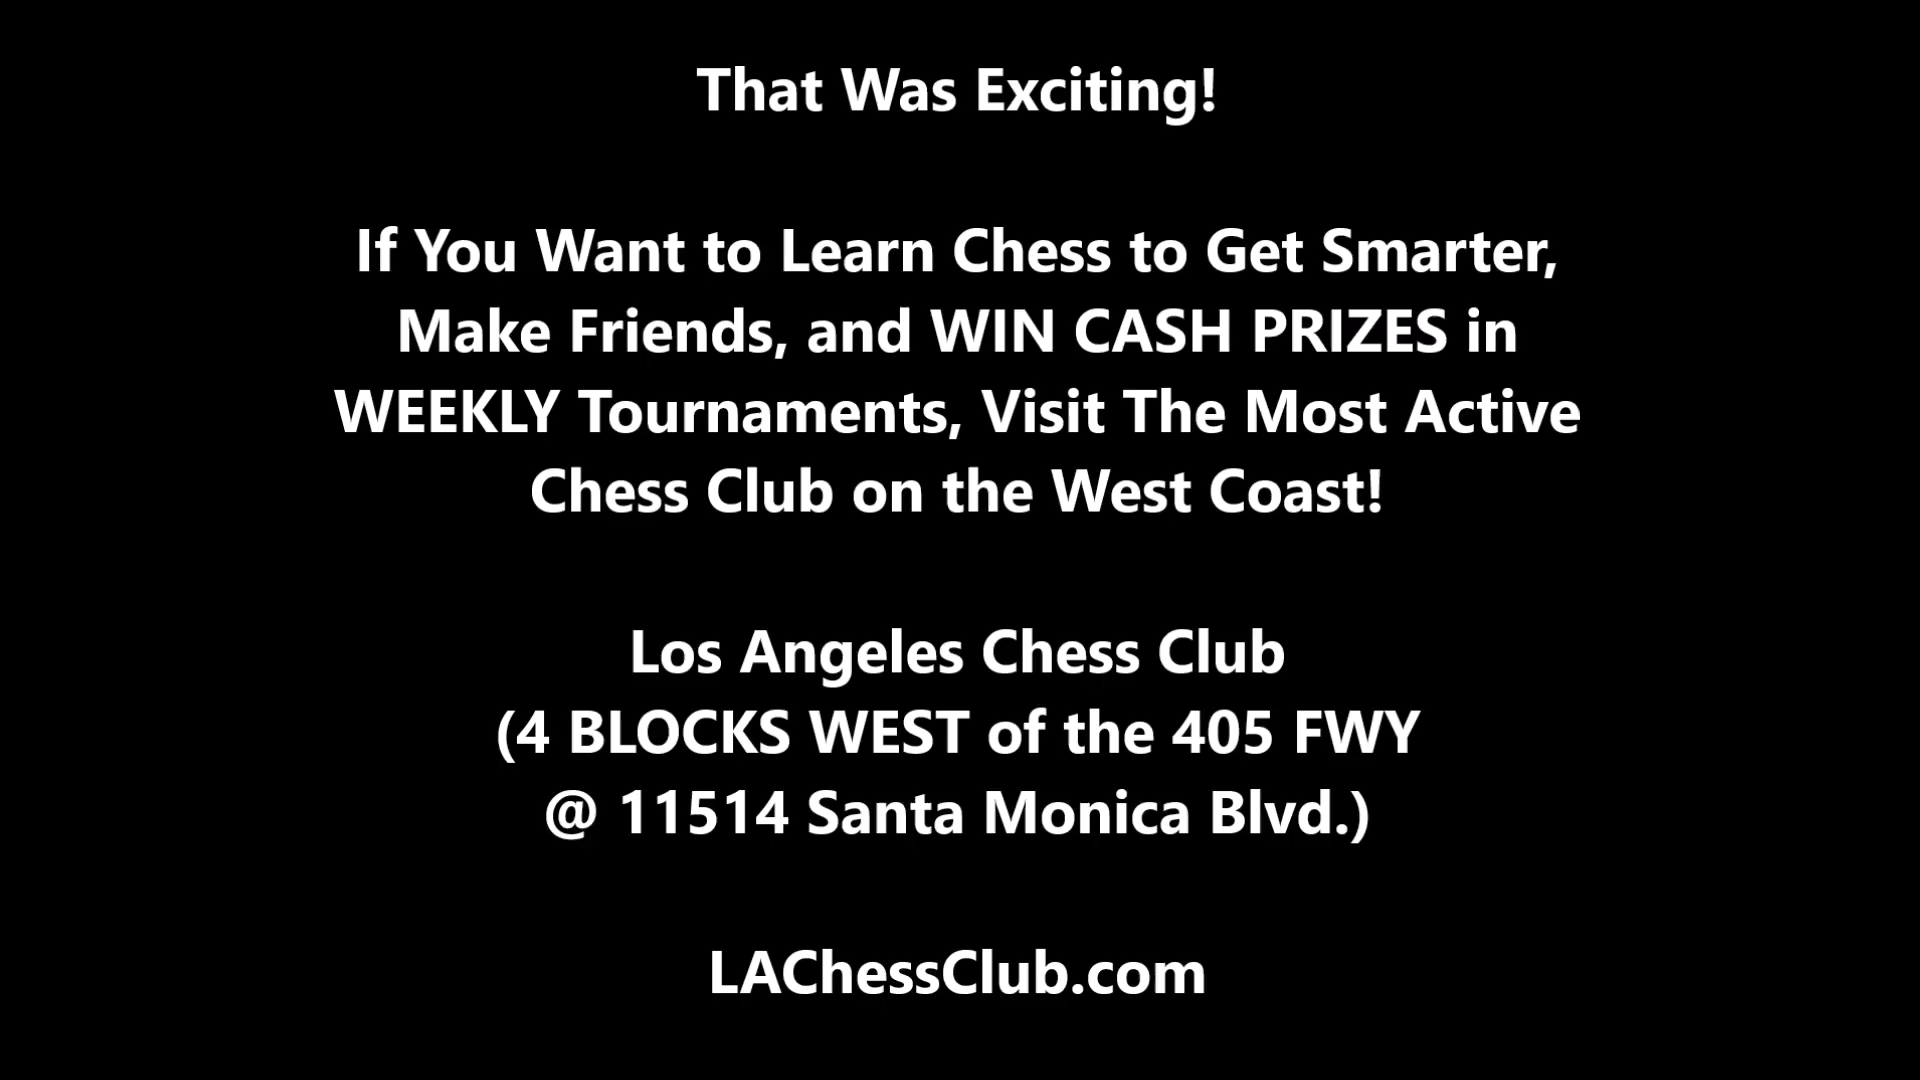 That Was Exciting!
If You Want to Learn Chess to Get Smarter,
Make Friends, and WIN CASH PRIZES in
WEEKLY Tournaments, Visit The Most Active
Chess Club on the West Coast!
Los Angeles Chess Club
(4 BLOCKS WEST of the 405 FWY
@ 11514 Santa Monica Blvd.)
LAChessClub.com